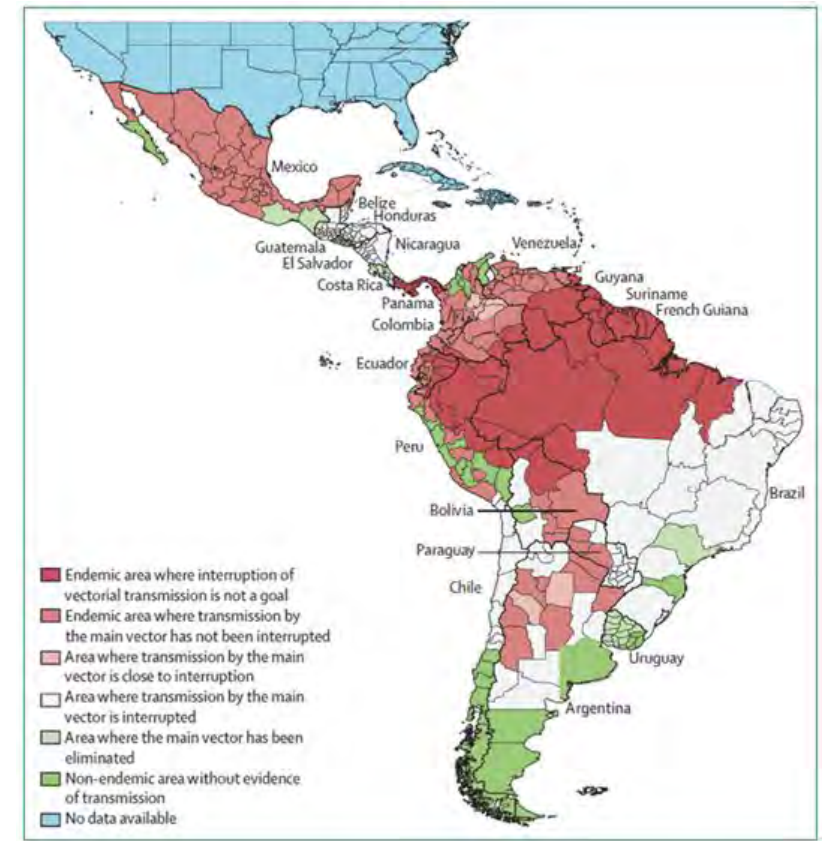 Mexico
Belize
Honduras
Guatemala
Nicaragua
El Salvador
Costa Rica
Venezuela
Panama
Guyana
Suriname
French Guiana
Colombia
Ecuador
Peru
Brazil
Bolivia
Paraguay
Chile
Uruguay
Argentina
Endemic area where interruption of
vectorial transmission is not a goal
Endemic area where transmission by
the main vector has not been interrupted
Area where transmission by the main
vector is close to interruption
Area where transmission by the main
vector is interrupted
Area where the main vector has been
eliminated
Non-endemic area without evidence
of transmission
No data available